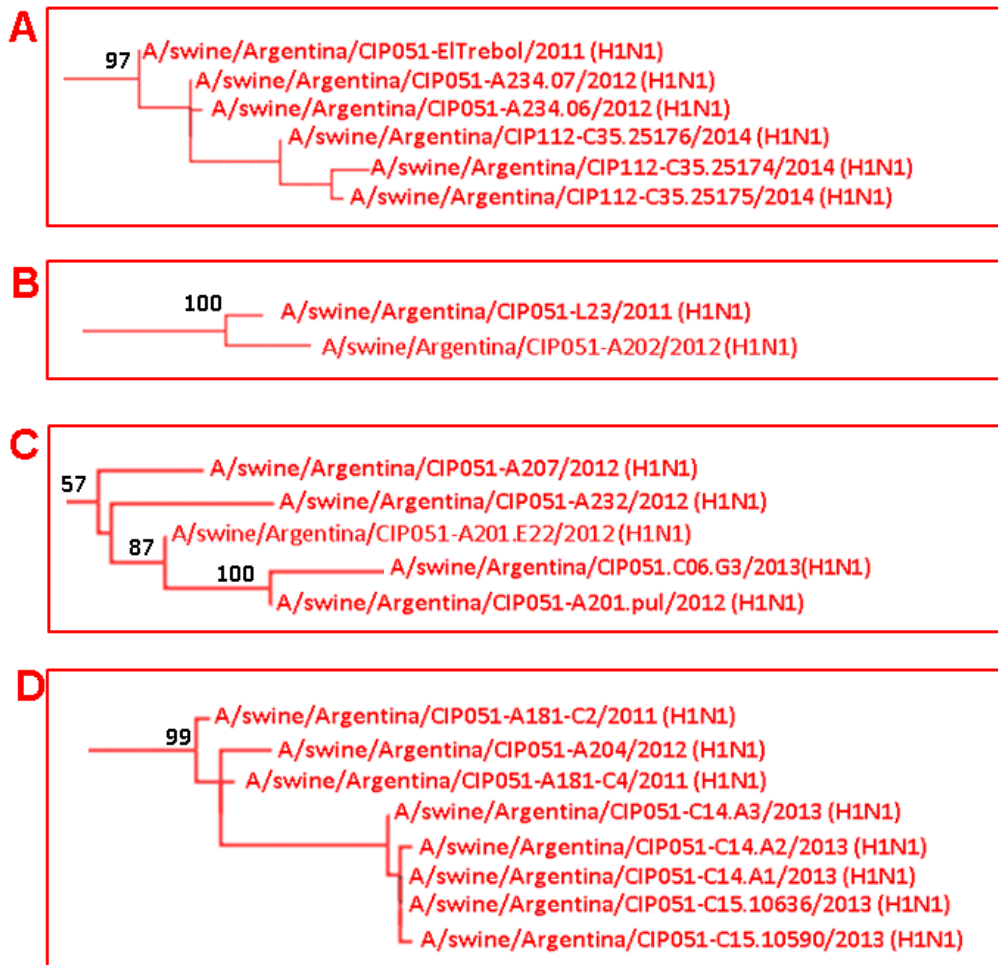 A
97
A/swine/Argentina/CIP051-ElTrebol/2011 (H1N1)
A/swine/Argentina/CIP051-A234.07/2012 (H1N1)
A/swine/Argentina/CIP051-A234.06/2012 (H1N1)
A/swine/Argentina/CIP112-C35.25176/2014 (H1N1)
A/swine/Argentina/CIP112-C35.25174/2014 (H1N1)
A/swine/Argentina/CIP112-C35.25175/2014 (H1N1)
B
100
A/swine/Argentina/CIP051-L23/2011 (H1N1)
A/swine/Argentina/CIP051-A202/2012 (H1N1)
C
57
A/swine/Argentina/CIP051-A207/2012 (H1N1)
A/swine/Argentina/CIP051-A232/2012 (H1N1)
A/swine/Argentina/CIP051-A201.E22/2012 (H1N1)
87
A/swine/Argentina/CIP051.C06.G3/2013(H1N1)
100
A/swine/Argentina/CIP051-A201.pul/2012 (H1N1)
D
A/swine/Argentina/CIP051-A181-C2/2011 (H1N1)
99
A/swine/Argentina/CIP051-A204/2012 (H1N1)
A/swine/Argentina/CIP051-A181-C4/2011 (H1N1)
A/swine/Argentina/CIP051-C14.A3/2013 (H1N1)
A/swine/Argentina/CIP051-C14.A2/2013 (H1N1)
A/swine/Argentina/CIP051-C14.A1/2013 (H1N1)
A/swine/Argentina/CIP051-C15.10636/2013 (H1N1)
A/swine/Argentina/CIP051-C15.10590/2013 (H1N1)